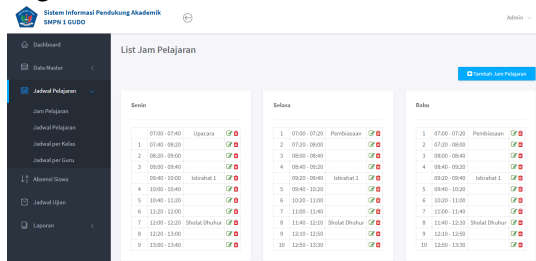 Sistem Informasi Pendukung Akademik
SMPN 1 GUDO
Admin
Dashboard
Data Master
Jadwal Pelajaran
Jam Pelajaran
Jadwal Pelajaran
Jadwal per Kelas
Jadwal per Guru
Absensi Siswa
Jadwal Ujian
Laporan
List Jam Pelajaran
Tambah Jam Pelajaran
Senin
07:00 - 07:40 Upacara
1 07:40 - 08:20
2 08:20 - 09:00
3 09:00 - 09:40
09:40 - 10:00 Istirahat 1
4 10:00 - 10:40
5 10:40 - 11:20
6 11:20 - 12:00
7 12:00 - 12:20 Sholat Dhuhur
8 12:20 - 13:00
9 13:00 - 13:40
Selasa
1 07:00 - 07:20 Pembiasaan
2 07:20 - 08:00
3 08:00 - 08:40
4 08:40 - 09:20
09:20 - 09:40 Istirahat 1
5 09:40 - 10:20
6 10:20 - 11:00
7 11:00 - 11:40
8 11:40 - 12:10 Sholat Dhuhur
9 12:10 - 12:50
10 12:50 - 13:30
Rabu
1 07:00 - 07:20 Pembiasaan
2 07:20 - 08:00
3 08:00 - 08:40
4 08:40 - 09:20
09:20 - 09:40 Istirahat 1
5 09:40 - 10:20
6 10:20 - 11:00
7 11:00 - 11:40
8 11:40 - 12:10 Sholat Dhuhur
9 12:10 - 12:50
10 12:50 - 13:30